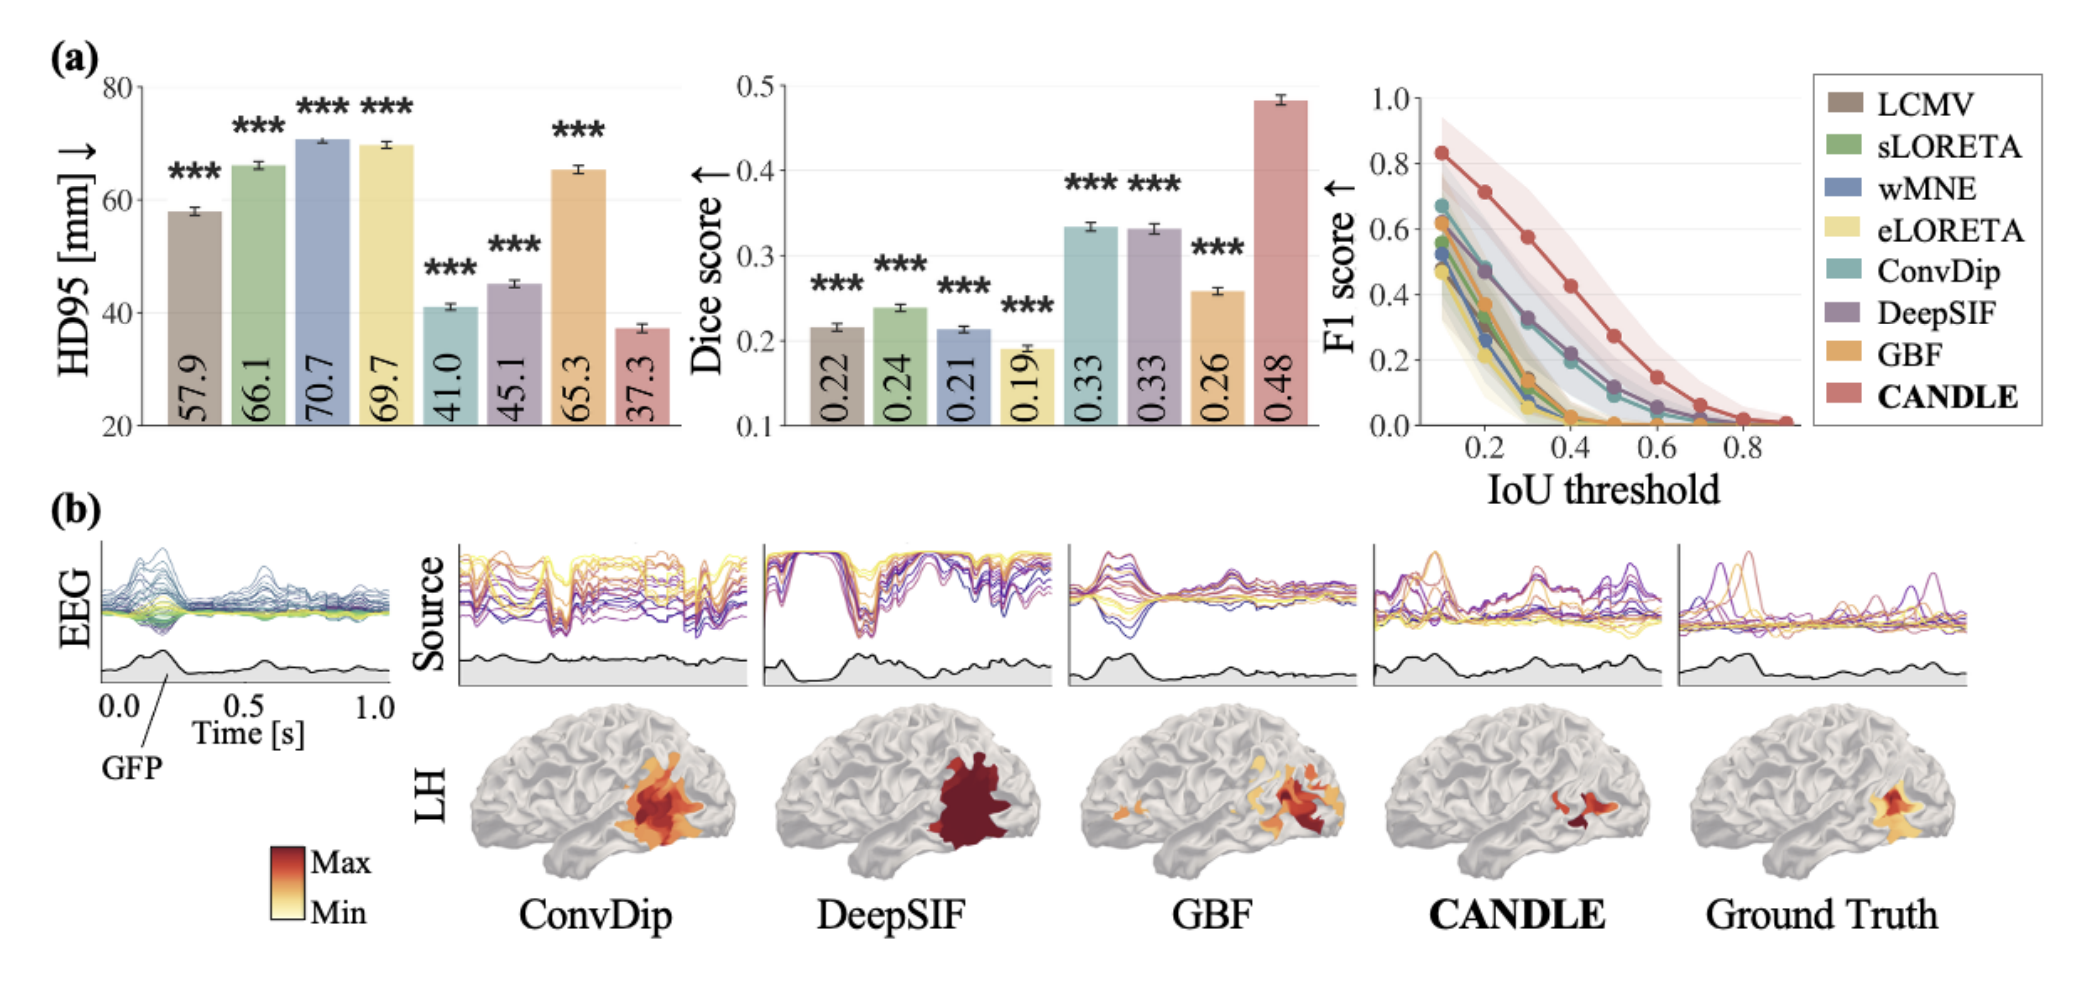 (a)
HD95 [mm] ↓
80
60
40
20
***
***
***
***
***
***
***
57.9
66.1
70.7
69.7
41.0
45.1
65.3
37.3
Dice score ↑
0.5
0.4
0.3
0.2
0.1
***
***
***
***
***
***
***
0.22
0.24
0.21
0.19
0.33
0.33
0.26
0.48
F1 score ↑
1.0
0.8
0.6
0.4
0.2
0.0
0.2 0.4 0.6 0.8
IoU threshold
LCMV
sLORETA
wMNE
eLORETA
ConvDip
DeepSIF
GBF
CANDLE
(b)
EEG
0.0 0.5 1.0
Time [s]
GFP
Source
LH
Max
Min
ConvDip
DeepSIF
GBF
CANDLE
Ground Truth